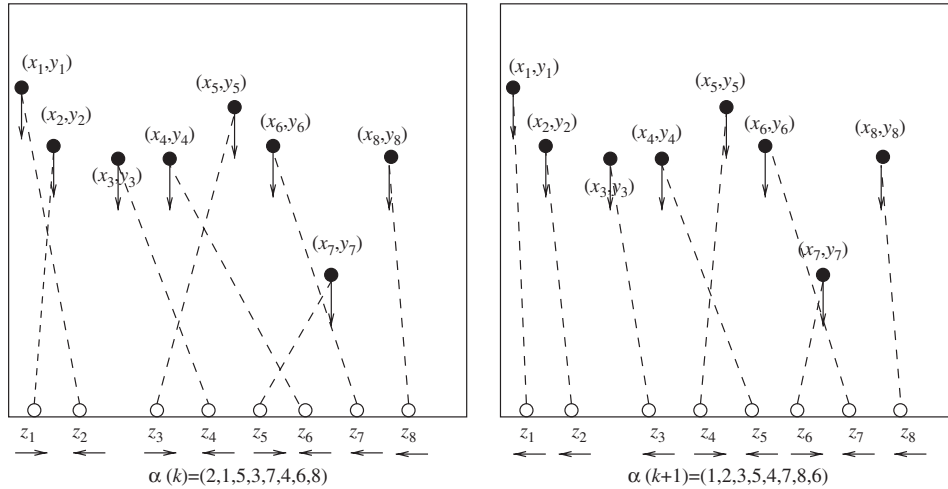 (x1,y1)
(x2,y2)
(x3,y3)
(x4,y4)
(x5,y5)
(x6,y6)
(x7,y7)
(x8,y8)
z1 z2 z3 z4 z5 z6 z7 z8
α (k)=(2,1,5,3,7,4,6,8)
(x1,y1)
(x2,y2)
(x3,y3)
(x4,y4)
(x5,y5)
(x6,y6)
(x7,y7)
(x8,y8)
z1 z2 z3 z4 z5 z6 z7 z8
α (k+1)=(1,2,3,5,4,7,8,6)